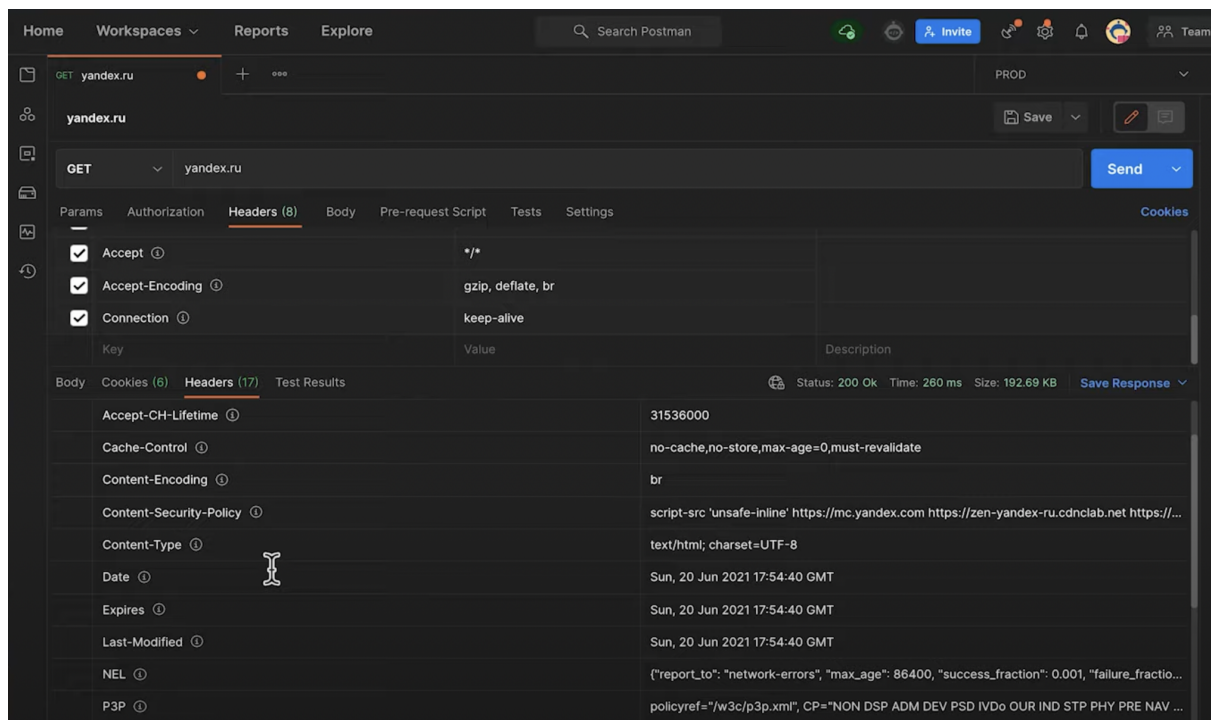 Home Workspaces Reports Explore Search Postman Invite Team
GET yandex.ru PROD
yandex.ru Save
GET yandex.ru Send
Params Authorization Headers (8) Body Pre-request Script Tests Settings Cookies
Accept */*
Accept-Encoding gzip, deflate, br
Connection keep-alive
Key Value Description
Body Cookies (6) Headers (17) Test Results Status: 200 Ok Time: 260 ms Size: 192.69 KB Save Response
Accept-CH-Lifetime 31536000
Cache-Control no-cache,no-store,max-age=0,must-revalidate
Content-Encoding br
Content-Security-Policy script-src 'unsafe-inline' https://mc.yandex.com https://zen-yandex-ru.cdnclab.net https://...
Content-Type text/html; charset=UTF-8
Date Sun, 20 Jun 2021 17:54:40 GMT
Expires Sun, 20 Jun 2021 17:54:40 GMT
Last-Modified Sun, 20 Jun 2021 17:54:40 GMT
NEL {"report_to": "network-errors", "max_age": 86400, "success_fraction": 0.001, "failure_fractio...
P3P policyref="/w3c/p3p.xml", CP="NON DSP ADM DEV PSD IVDo OUR IND STP PHY PRE NAV ...